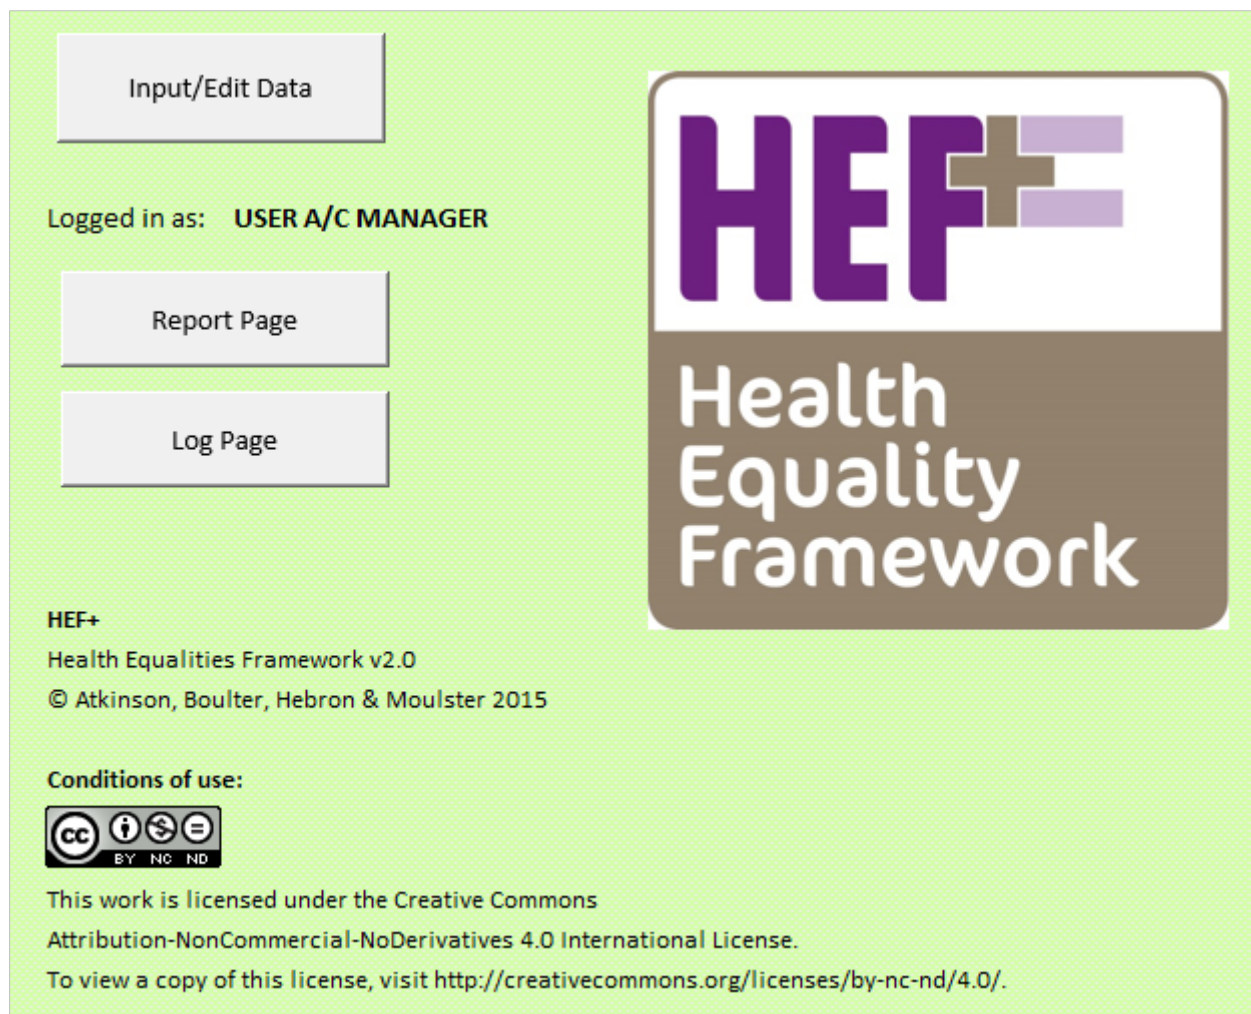 Input/Edit Data
Logged in as: USER A/C MANAGER
Report Page
Log Page
HEF+
Health
Equality
Framework
HEF+
Health Equalities Framework v2.0
© Atkinson, Boulter, Hebron & Moulster 2015
Conditions of use:
cc
BY NC ND
This work is licensed under the Creative Commons
Attribution-NonCommercial-NoDerivatives 4.0 International License.
To view a copy of this license, visit http://creativecommons.org/licenses/by-nc-nd/4.0/.